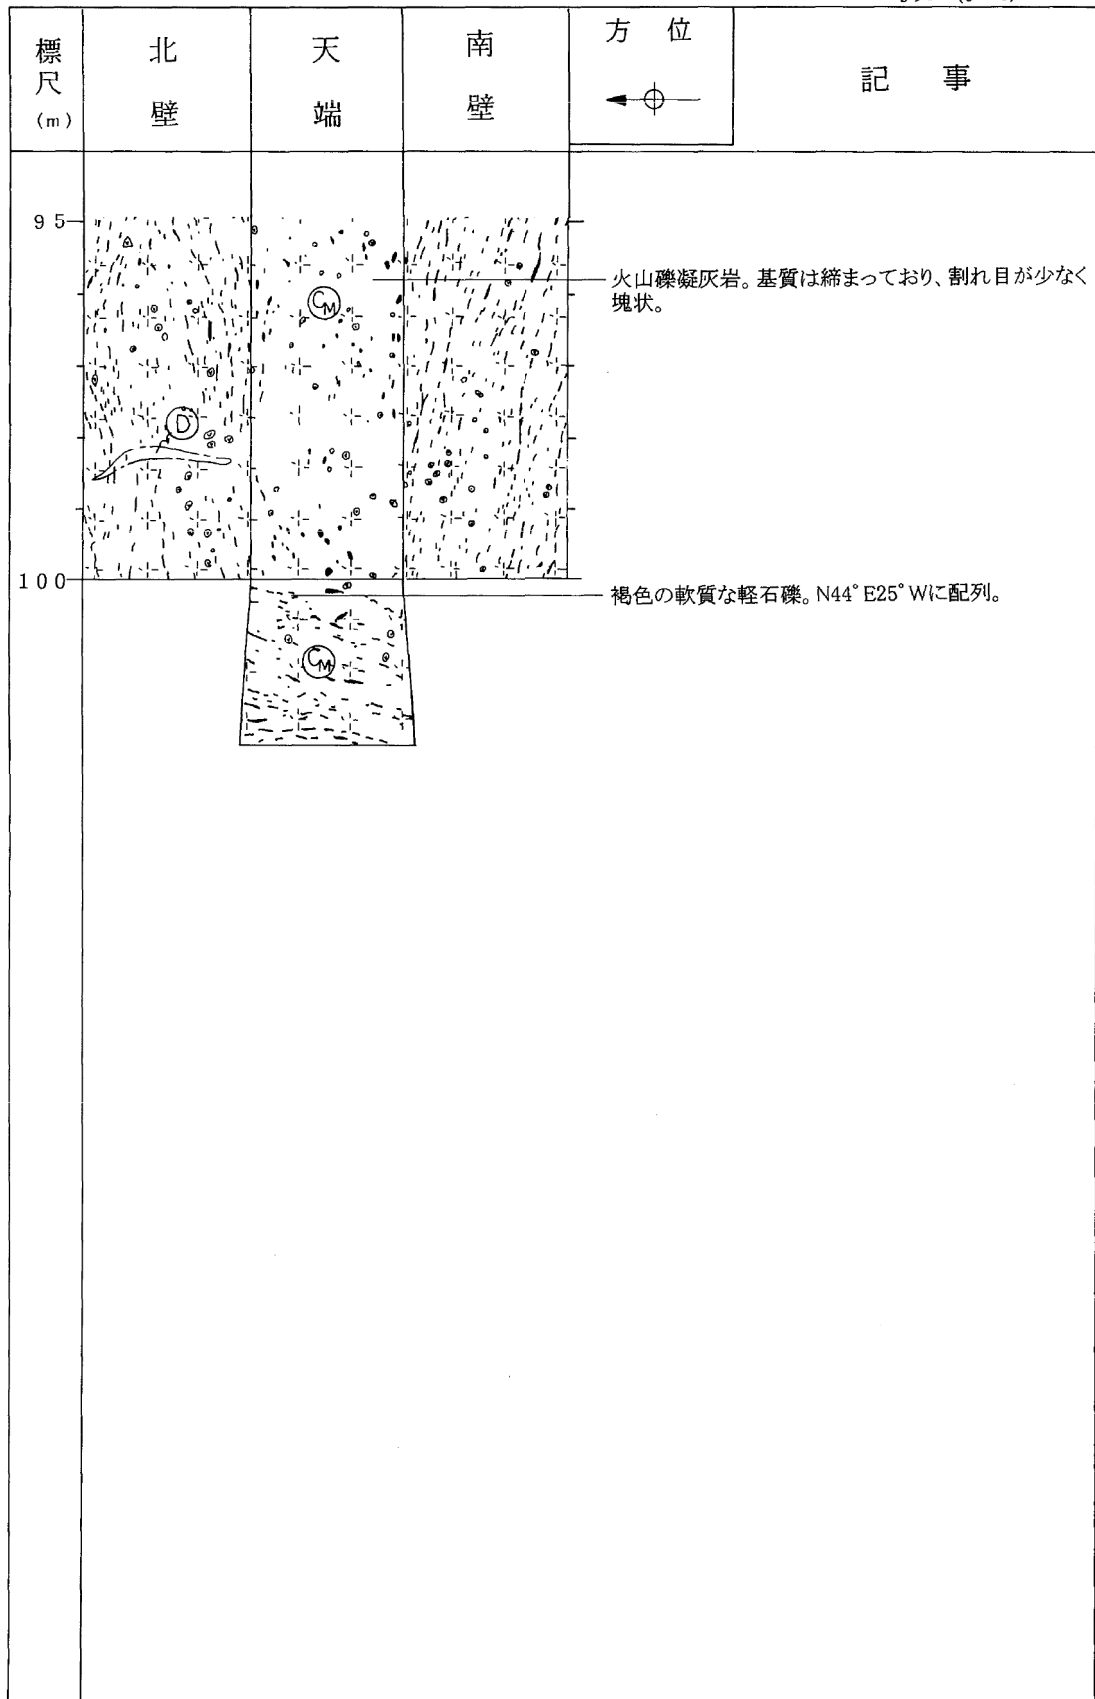 標尺(m)
北壁
天端
南壁
方位
記事
95
火山礫凝灰岩。基質は締まっており、割れ目が少なく
塊状。
CM
D
100
褐色の軟質な軽石礫。N44°E25°Wに配列。
CM